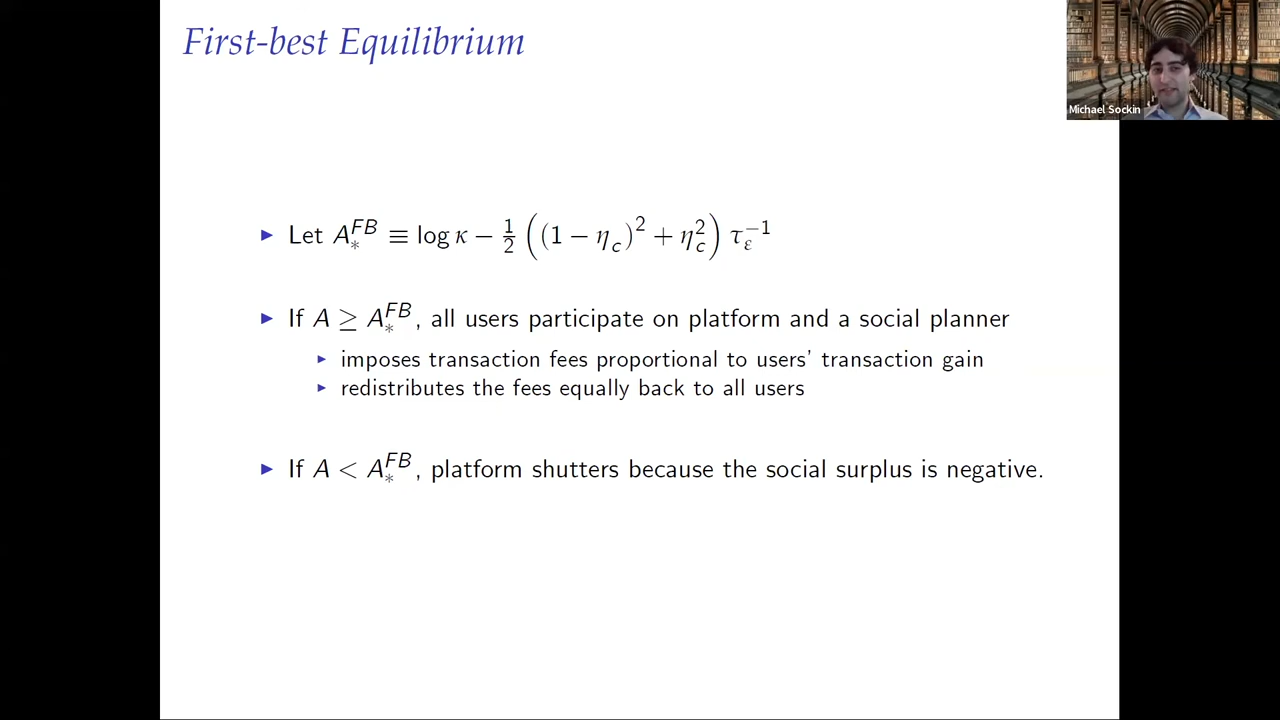 First-best Equilibrium
Michael Sockin
▶ Let A_*^{FB} ≡ log κ − 1/2 ((1 − η_c)^2 + η_c^2) τ_ε^{−1}
▶ If A ≥ A_*^{FB}, all users participate on platform and a social planner
▶ imposes transaction fees proportional to users' transaction gain
▶ redistributes the fees equally back to all users
▶ If A < A_*^{FB}, platform shutters because the social surplus is negative.